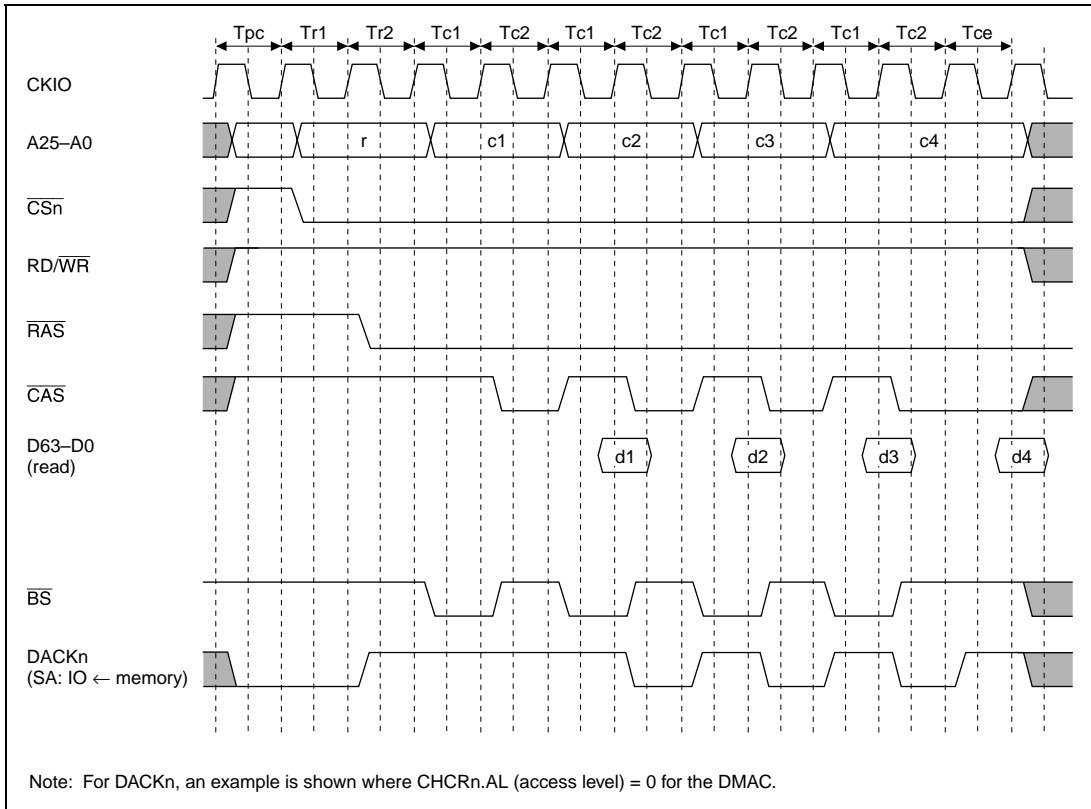 Tpc Tr1 Tr2 Tc1 Tc2 Tc1 Tc2 Tc1 Tc2 Tc1 Tc2 Tce
CKIO
A25–A0 r c1 c2 c3 c4
CSn
RD/WR
RAS
CAS
D63–D0
(read) d1 d2 d3 d4
BS
DACKn
(SA: IO ← memory)
Note: For DACKn, an example is shown where CHCRn.AL (access level) = 0 for the DMAC.